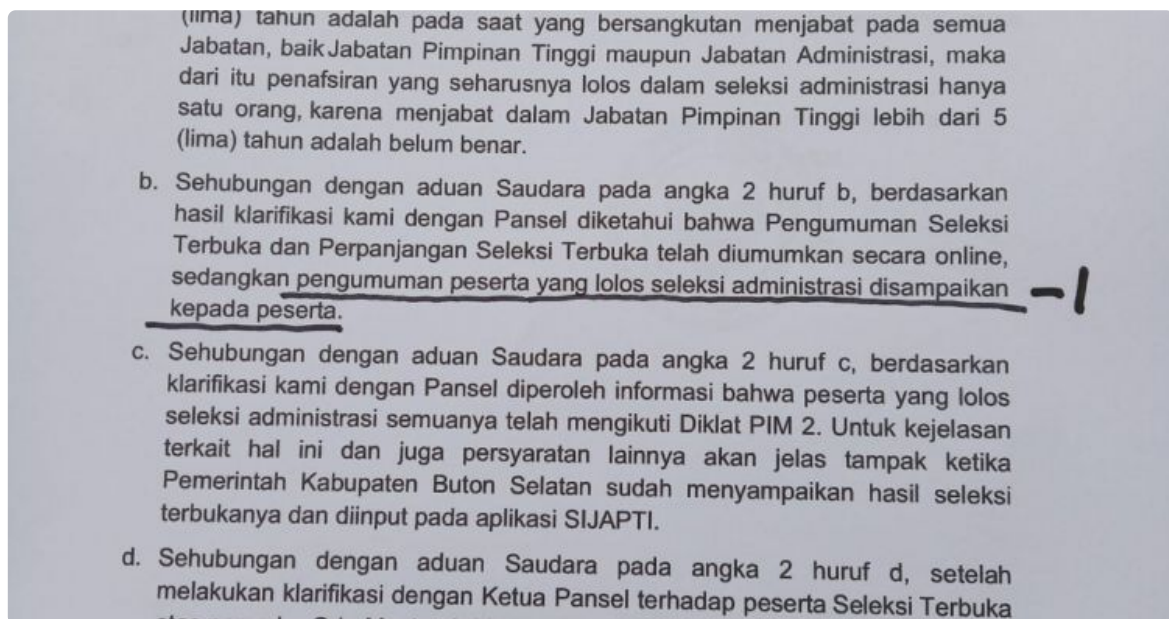 (lima) tahun adalah pada saat yang bersangkutan menjabat pada semua
Jabatan, baik Jabatan Pimpinan Tinggi maupun Jabatan Administrasi, maka
dari itu penafsiran yang seharusnya lolos dalam seleksi administrasi hanya
satu orang, karena menjabat dalam Jabatan Pimpinan Tinggi lebih dari 5
(lima) tahun adalah belum benar.
b. Sehubungan dengan aduan Saudara pada angka 2 huruf b, berdasarkan
hasil klarifikasi kami dengan Pansel diketahui bahwa Pengumuman Seleksi
Terbuka dan Perpanjangan Seleksi Terbuka telah diumumkan secara online,
sedangkan pengumuman peserta yang lolos seleksi administrasi disampaikan - 1
kepada peserta.
c. Sehubungan dengan aduan Saudara pada angka 2 huruf c, berdasarkan
klarifikasi kami dengan Pansel diperoleh informasi bahwa peserta yang lolos
seleksi administrasi semuanya telah mengikuti Diklat PIM 2. Untuk kejelasan
terkait hal ini dan juga persyaratan lainnya akan jelas tampak ketika
Pemerintah Kabupaten Buton Selatan sudah menyampaikan hasil seleksi
terbukanya dan diinput pada aplikasi SIJAPTI.
d. Sehubungan dengan aduan Saudara pada angka 2 huruf d, setelah
melakukan klarifikasi dengan Ketua Pansel terhadap peserta Seleksi Terbuka